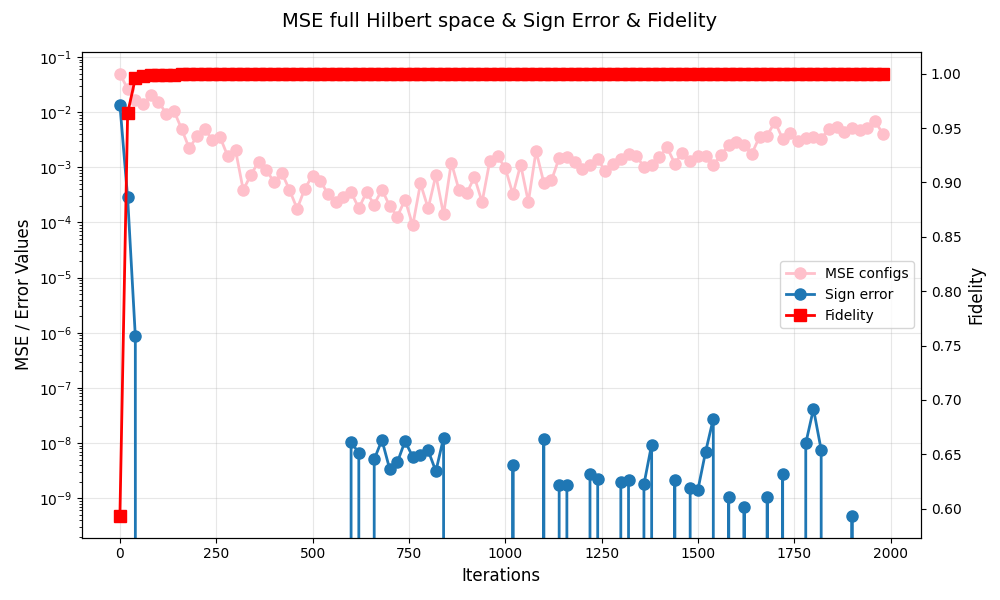 MSE full Hilbert space & Sign Error & Fidelity
MSE / Error Values
10⁻¹
10⁻²
10⁻³
10⁻⁴
10⁻⁵
10⁻⁶
10⁻⁷
10⁻⁸
10⁻⁹
MSE configs
Sign error
Fidelity
1.00
0.95
0.90
0.85
0.80
0.75
0.70
0.65
0.60
Fidelity
0 250 500 750 1000 1250 1500 1750 2000
Iterations